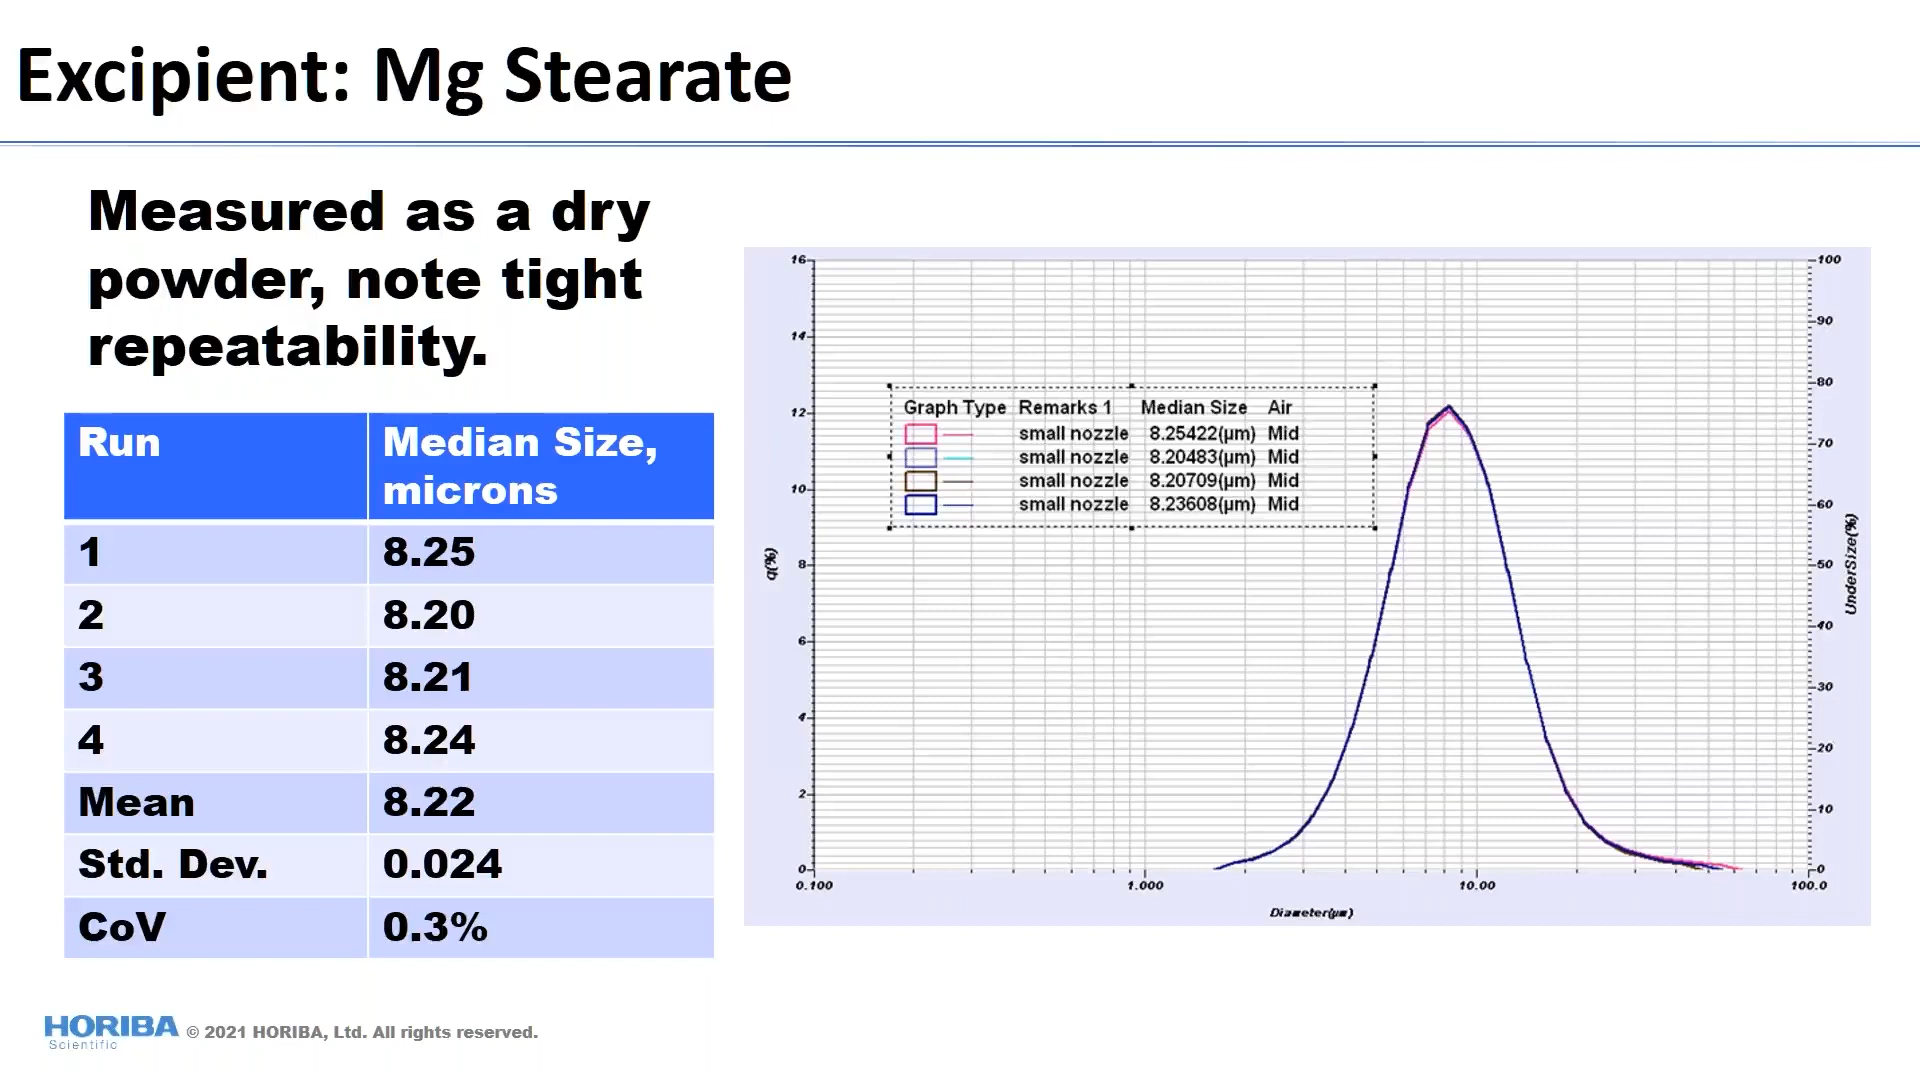 Excipient: Mg Stearate
Measured as a dry
powder, note tight
repeatability.
Run Median Size,
microns
1 8.25
2 8.20
3 8.21
4 8.24
Mean 8.22
Std. Dev. 0.024
CoV 0.3%
Graph Type Remarks 1 Median Size Air
small nozzle 8.25422(µm) Mid
small nozzle 8.20483(µm) Mid
small nozzle 8.20709(µm) Mid
small nozzle 8.23608(µm) Mid
q(%)
16
14
12
10
8
6
4
2
0
0.100 1.000 10.00 100.0
Diameter(µm)
100
90
80
70
60
50
40
30
20
10
0
UnderSize(%)
HORIBA
Scientific
© 2021 HORIBA, Ltd. All rights reserved.